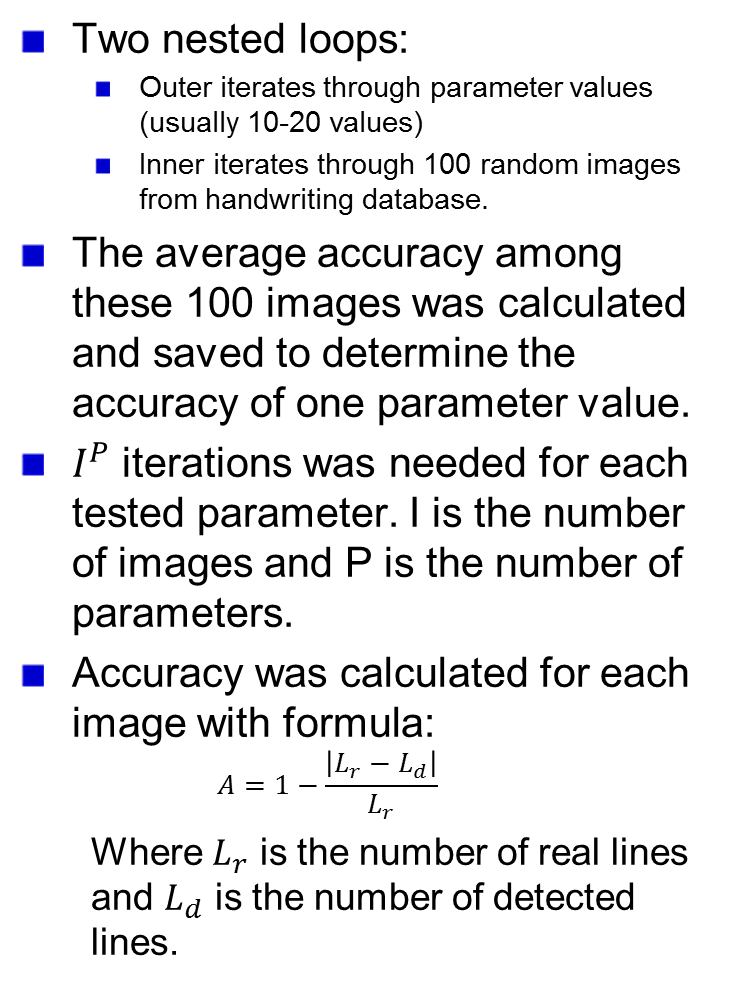 Two nested loops:
Outer iterates through parameter values
(usually 10-20 values)
Inner iterates through 100 random images
from handwriting database.
The average accuracy among
these 100 images was calculated
and saved to determine the
accuracy of one parameter value.
$I^P$ iterations was needed for each
tested parameter. I is the number
of images and P is the number of
parameters.
Accuracy was calculated for each
image with formula:
$A = 1 - \frac{|L_r - L_d|}{L_r}$
Where $L_r$ is the number of real lines
and $L_d$ is the number of detected
lines.